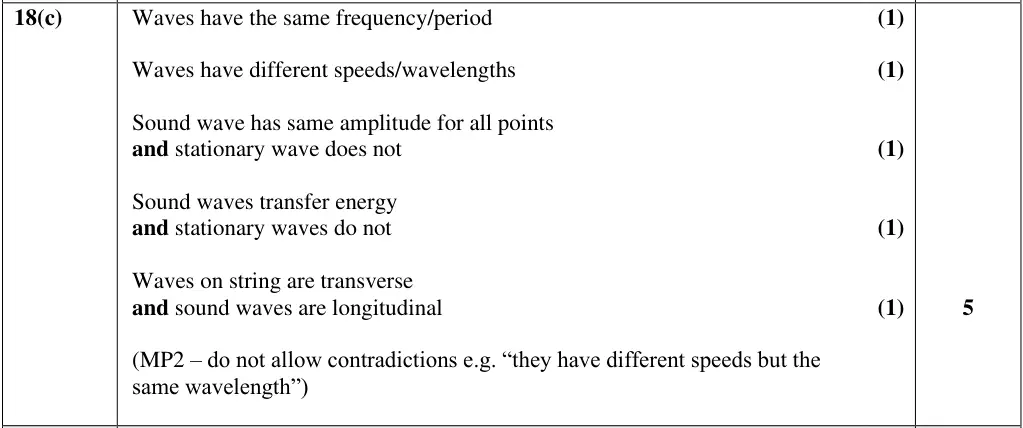 18(c) Waves have the same frequency/period (1)
Waves have different speeds/wavelengths (1)
Sound wave has same amplitude for all points
and stationary wave does not (1)
Sound waves transfer energy
and stationary waves do not (1)
Waves on string are transverse
and sound waves are longitudinal (1) 5
(MP2 – do not allow contradictions e.g. “they have different speeds but the
same wavelength”)